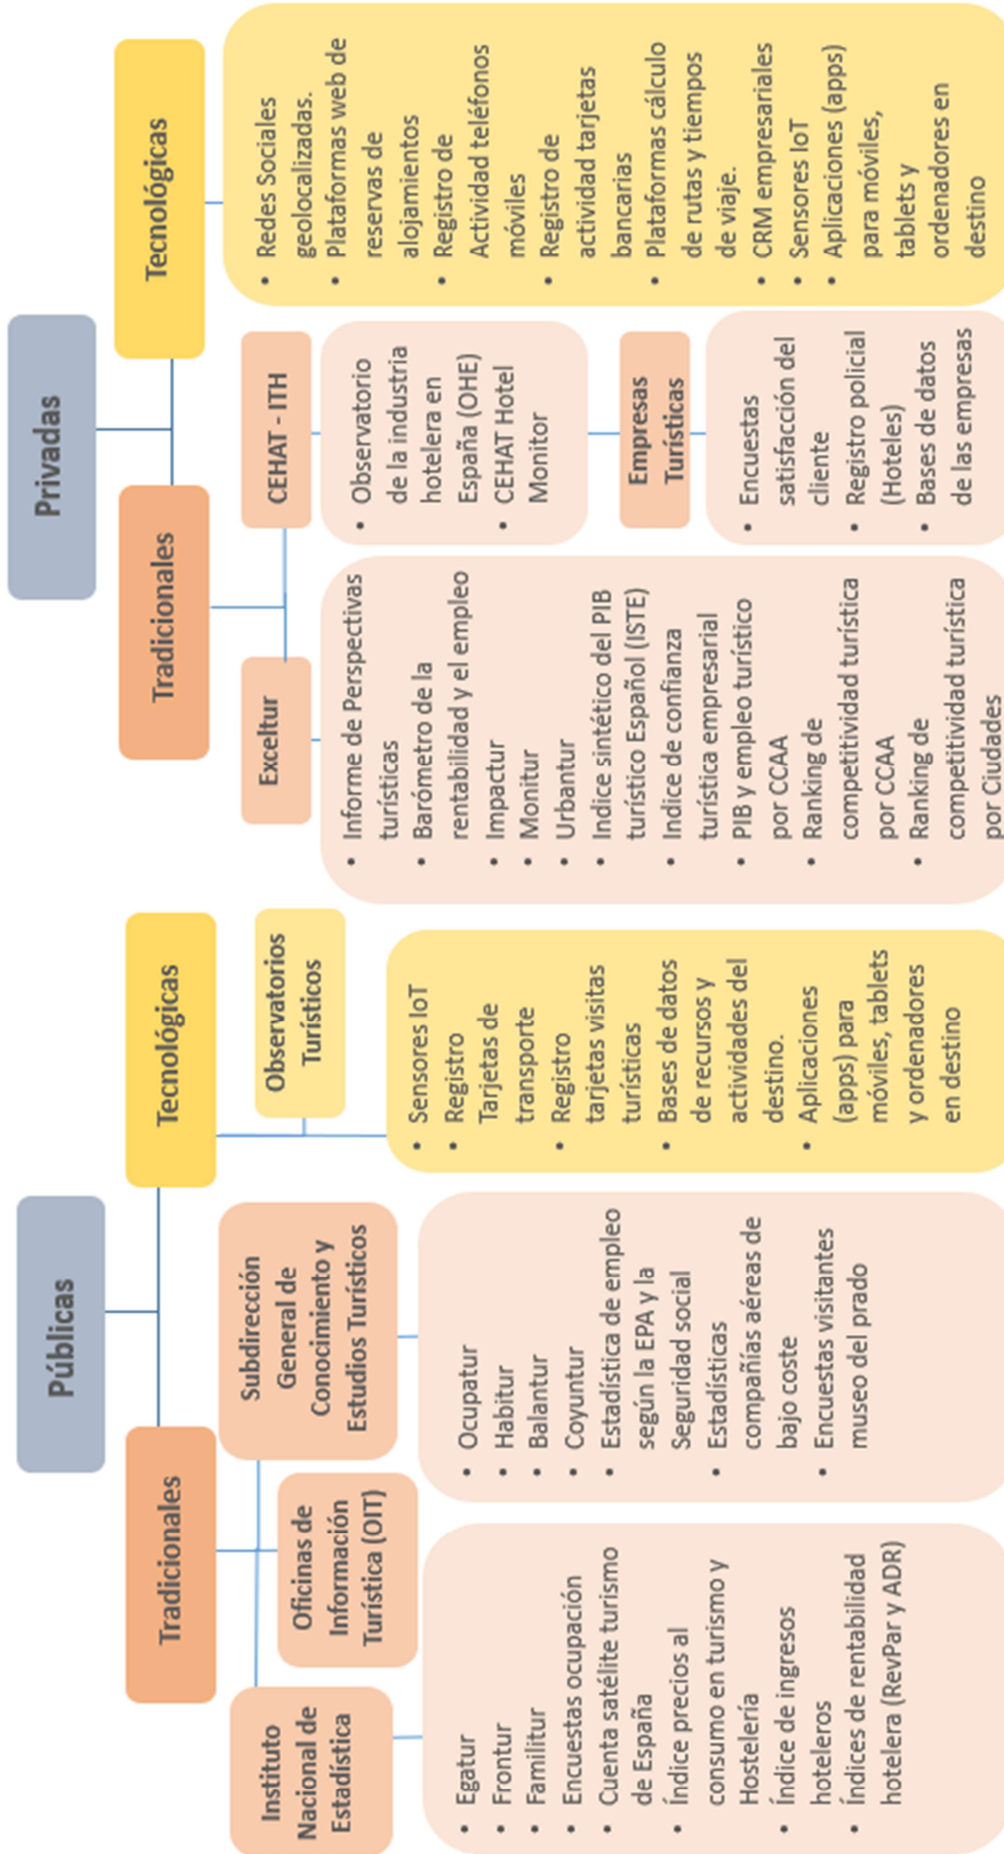 Públicas
Tradicionales
Instituto
Nacional de
Estadística
• Egatur
• Frontur
• Familitur
• Encuestas ocupación
• Cuenta satélite turismo
de España
• Índice precios al
consumo en turismo y
Hostelería
• Índice de ingresos
hoteleros
• Índices de rentabilidad
hotelera (RevPar y ADR)
Oficinas de
Información
Turística (OIT)
Subdirección
General de
Conocimiento y
Estudios Turísticos
• Ocupatur
• Habitur
• Balantur
• Coyuntur
• Estadística de empleo
según la EPA y la
Seguridad social
• Estadísticas
compañías aéreas de
bajo coste
• Encuestas visitantes
museo del prado
Tecnológicas
Observatorios
Turísticos
• Sensores IoT
• Registro
Tarjetas de
transporte
• Registro
tarjetas visitas
turísticas
• Bases de datos
de recursos y
actividades del
destino.
• Aplicaciones
(apps) para
móviles, tablets
y ordenadores
en destino
Privadas
Tradicionales
Exceltur
• Informe de Perspectivas
turísticas
• Barómetro de la
rentabilidad y el empleo
• Impactur
• Monitur
• Urbantur
• Indice sintético del PIB
turístico Español (ISTE)
• Indice de confianza
turística empresarial
• PIB y empleo turístico
por CCAA
• Ranking de
competitividad turística
por CCAA
• Ranking de
competitividad turística
por Ciudades
CEHAT - ITH
• Observatorio
de la industria
hotelera en
España (OHE)
• CEHAT Hotel
Monitor
Empresas
Turísticas
• Encuestas
satisfacción del
cliente
• Registro policial
(Hoteles)
• Bases de datos
de las empresas
Tecnológicas
• Redes Sociales
geolocalizadas.
• Plataformas web de
reservas de
alojamientos
• Registro de
Actividad teléfonos
móviles
• Registro de
actividad tarjetas
bancarias
• Plataformas cálculo
de rutas y tiempos
de viaje.
• CRM empresariales
• Sensores IoT
• Aplicaciones (apps)
para móviles,
tablets y
ordenadores en
destino